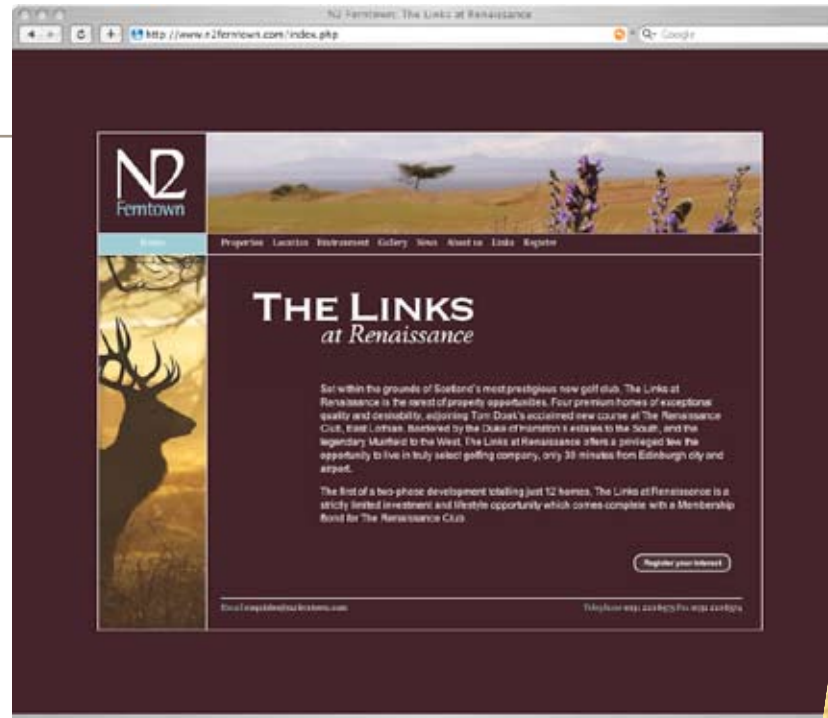 N2 Ferntown: The Links at Renaissance
http://www.n2ferntown.com/index.php
Google
N2
Ferntown
Home
Properties Location Environment Gallery News About us Links Register
THE LINKS
at Renaissance
Set within the grounds of Scotland's most prestigious new golf club, The Links at
Renaissance is the rarest of property opportunities. Four premium homes of exceptional
quality and desirability, adjoining Tom Doak's acclaimed new course at The Renaissance
Club, East Lothian. Bordered by the Duke of Hamilton's estates to the South, and the
legendary Muirfield to the West, The Links at Renaissance offers a privileged few the
opportunity to live in truly select golfing company, only 30 minutes from Edinburgh city and
airport.
The first of a two-phase development totalling just 12 homes, The Links at Renaissance is a
strictly limited investment and lifestyle opportunity which comes complete with a Membership
Bond for The Renaissance Club
Register your interest
Email
Telephone 0131 Fax 0131